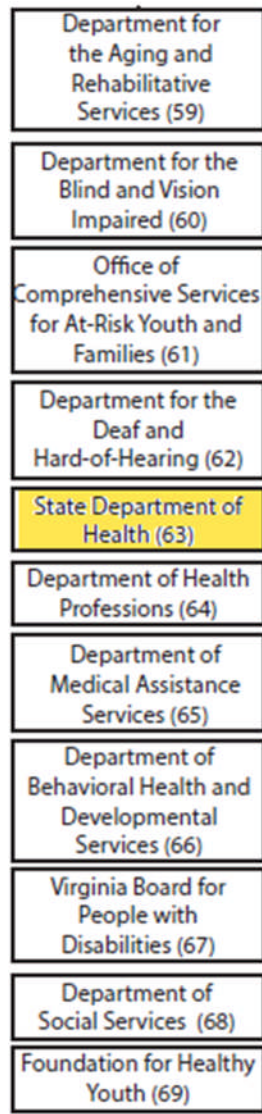 Department for
the Aging and
Rehabilitative
Services (59)
Department for the
Blind and Vision
Impaired (60)
Office of
Comprehensive Services
for At-Risk Youth and
Families (61)
Department for the
Deaf and
Hard-of-Hearing (62)
State Department of
Health (63)
Department of Health
Professions (64)
Department of
Medical Assistance
Services (65)
Department of
Behavioral Health and
Developmental
Services (66)
Virginia Board for
People with
Disabilities (67)
Department of
Social Services (68)
Foundation for Healthy
Youth (69)